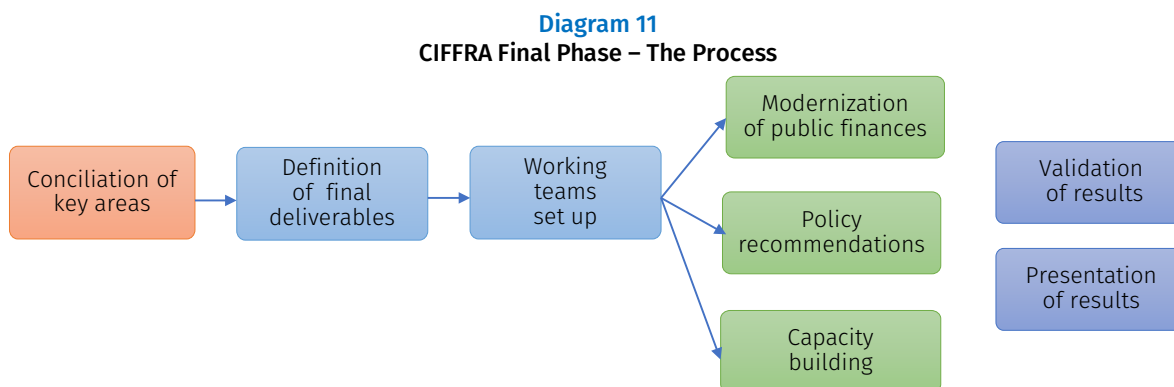 Diagram 11
CIFFRA Final Phase – The Process
Conciliation of
key areas
Definition
of final
deliverables
Working
teams
set up
Modernization
of public finances
Policy
recommendations
Capacity
building
Validation
of results
Presentation
of results